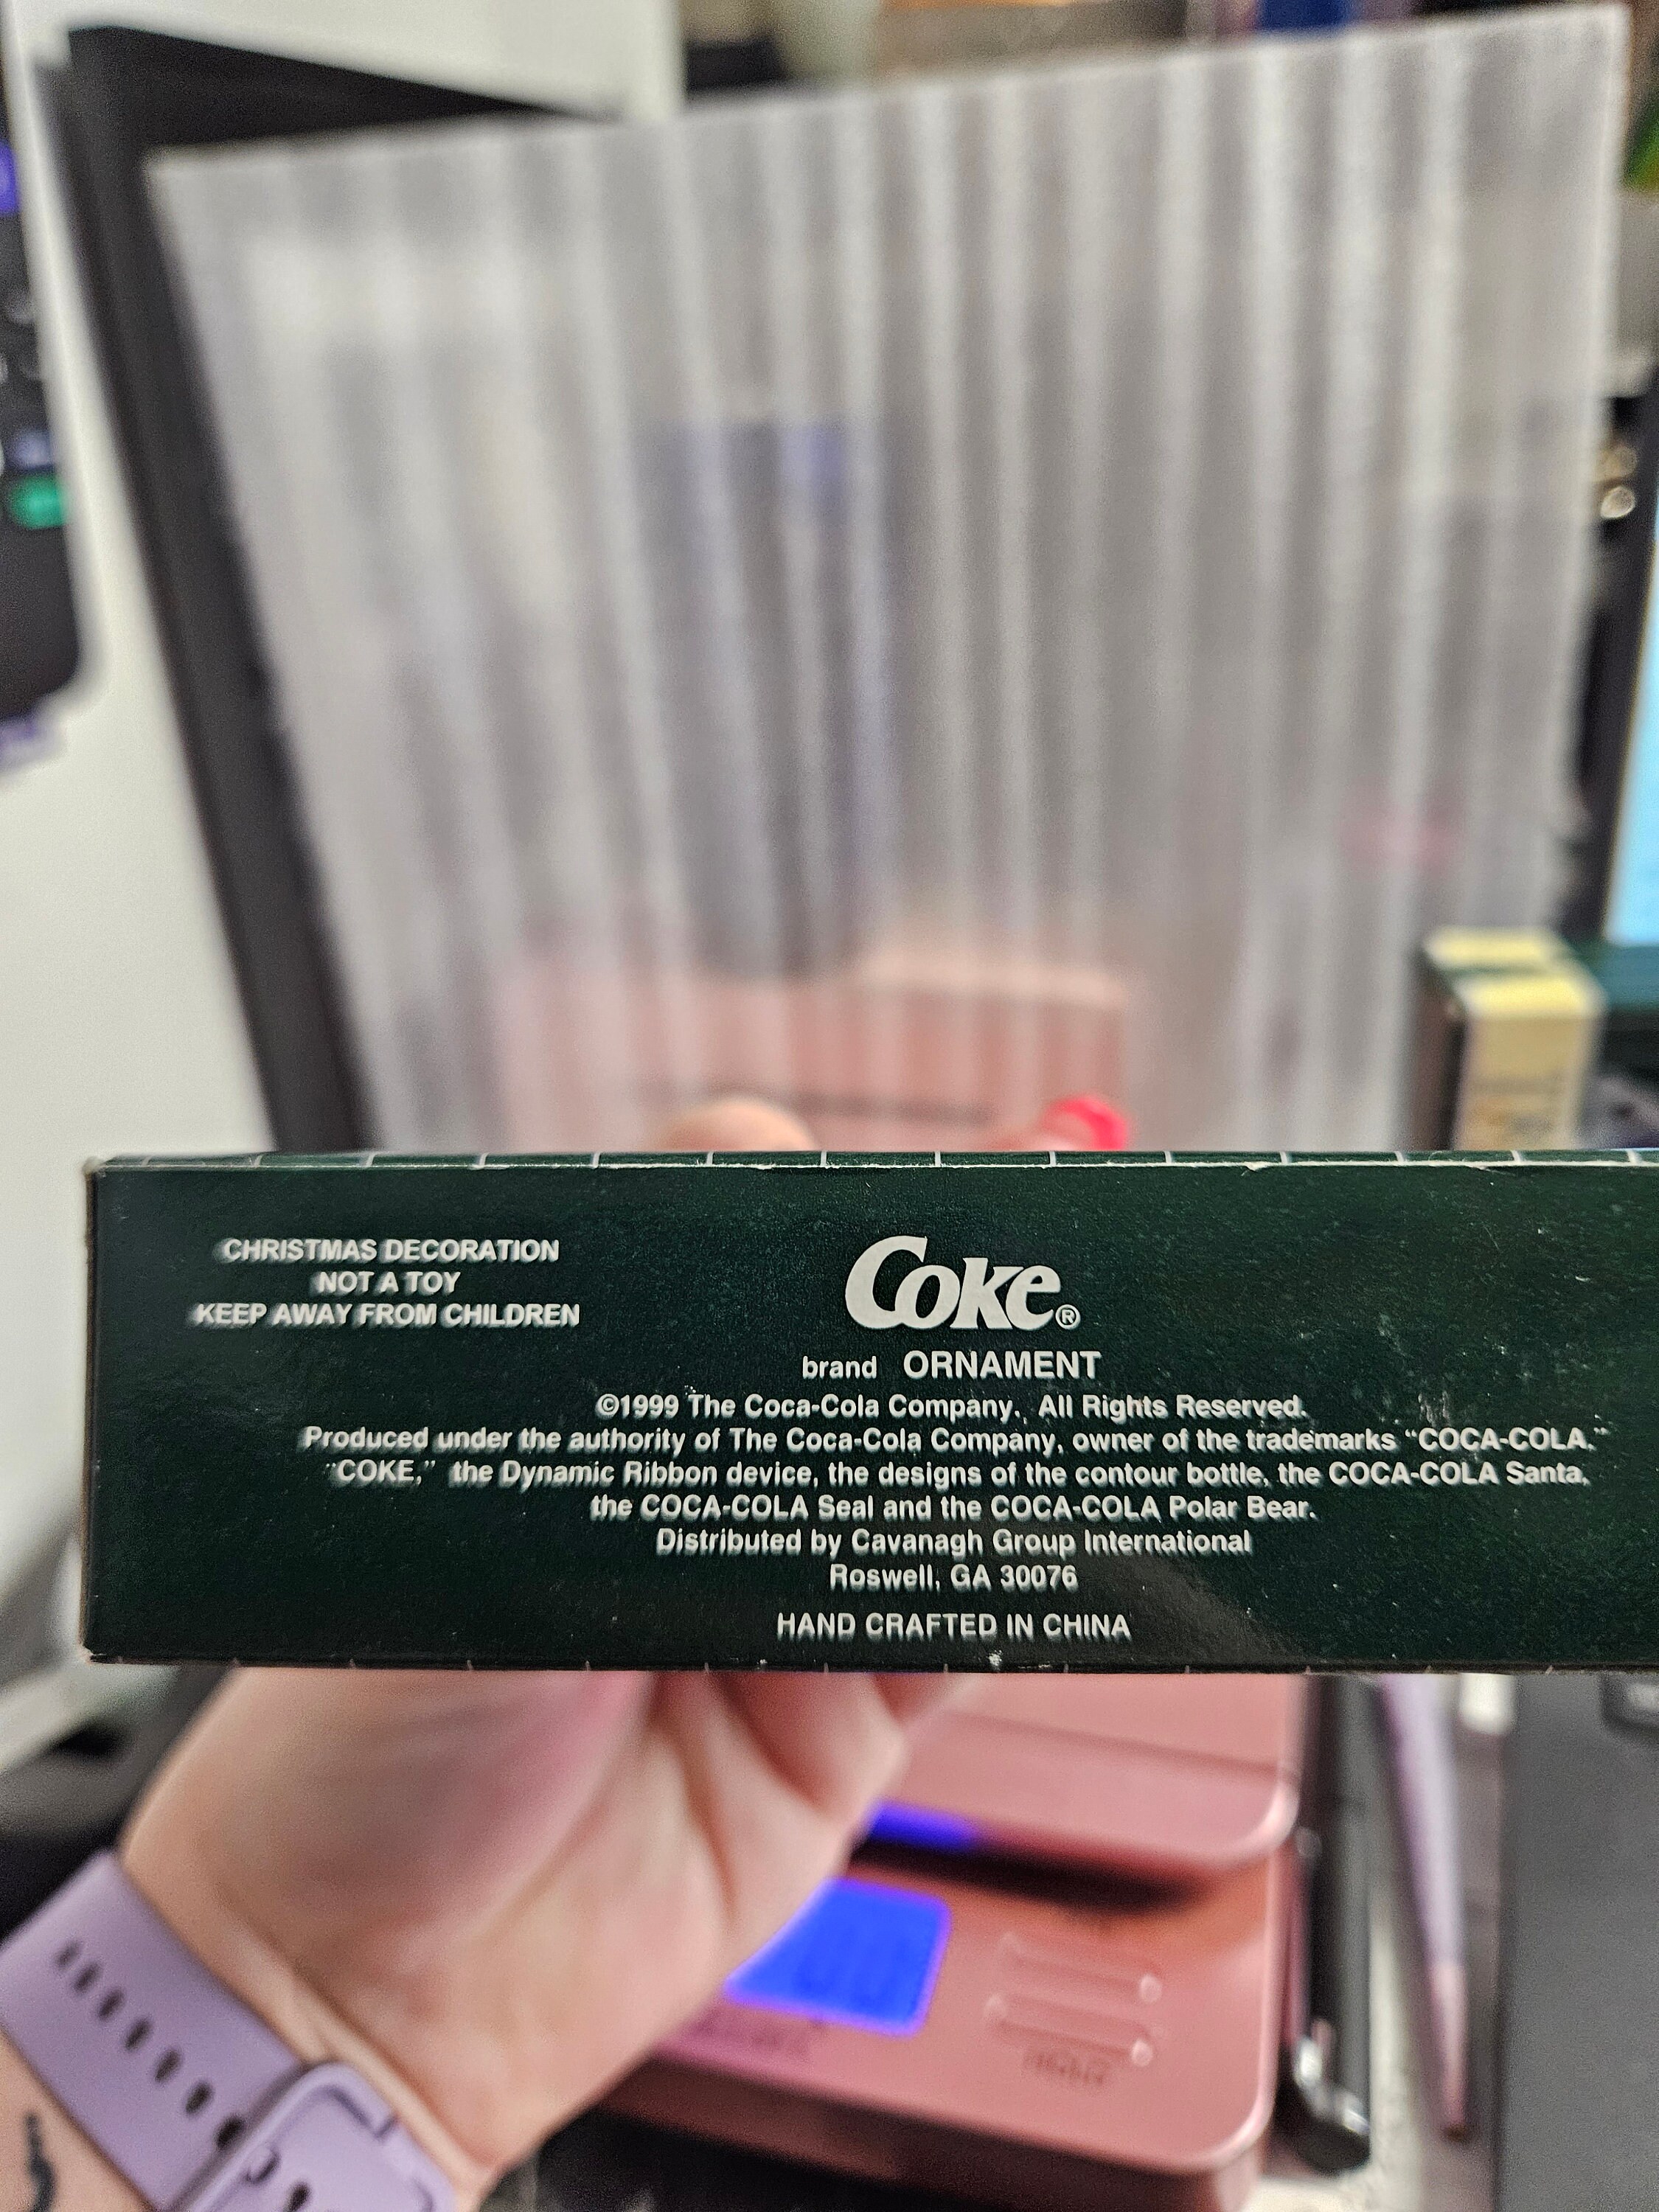 CHRISTMAS DECORATION
NOT A TOY
KEEP AWAY FROM CHILDREN
Coke®
brand ORNAMENT
©1999 The Coca-Cola Company., All Rights Reserved.
Produced under the authority of The Coca-Cola Company, owner of the trademarks “COCA-COLA.”
“COKE,” the Dynamic Ribbon device, the designs of the contour bottle, the COCA-COLA Santa,
the COCA-COLA Seal and the COCA-COLA Polar Bear.
Distributed by Cavanagh Group International
Roswell, GA 30076
HAND CRAFTED IN CHINA